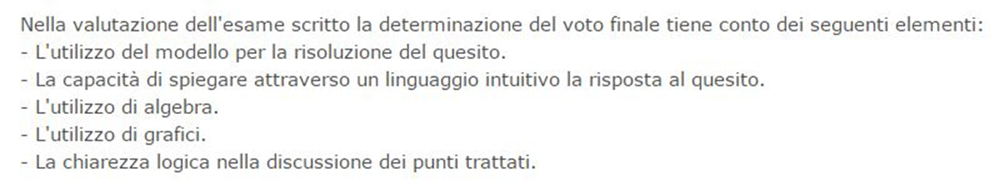 Nella valutazione dell'esame scritto la determinazione del voto finale tiene conto dei seguenti elementi:
- L'utilizzo del modello per la risoluzione del quesito.
- La capacità di spiegare attraverso un linguaggio intuitivo la risposta al quesito.
- L'utilizzo di algebra.
- L'utilizzo di grafici.
- La chiarezza logica nella discussione dei punti trattati.